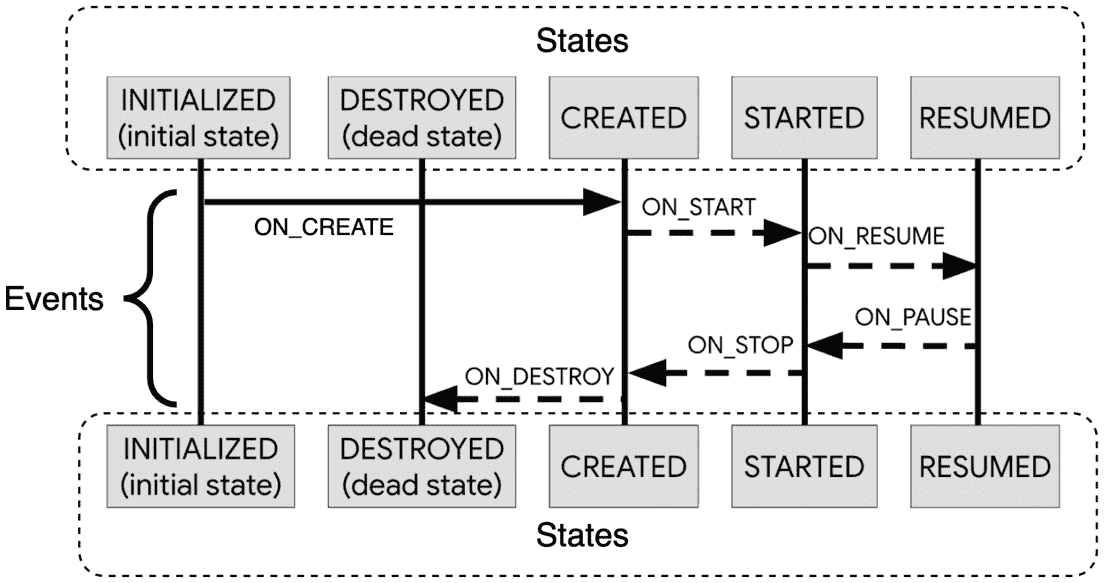 States
INITIALIZED
(initial state)
DESTROYED
(dead state)
CREATED
STARTED
RESUMED
ON_CREATE
ON_START
ON_RESUME
Events
ON_PAUSE
ON_STOP
ON_DESTROY
INITIALIZED
(initial state)
DESTROYED
(dead state)
CREATED
STARTED
RESUMED
States